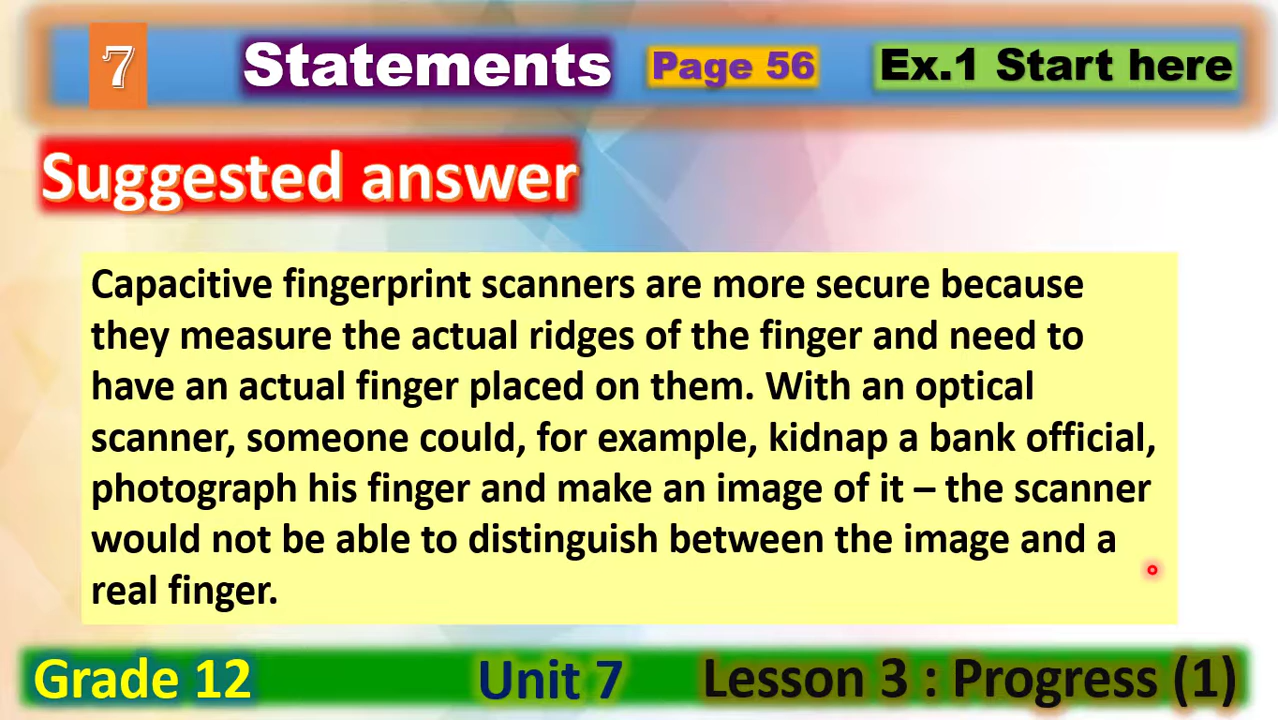 7 Statements Page 56 Ex.1 Start here
Suggested answer
Capacitive fingerprint scanners are more secure because
they measure the actual ridges of the finger and need to
have an actual finger placed on them. With an optical
scanner, someone could, for example, kidnap a bank official,
photograph his finger and make an image of it – the scanner
would not be able to distinguish between the image and a
real finger.
Grade 12 Unit 7 Lesson 3 : Progress (1)